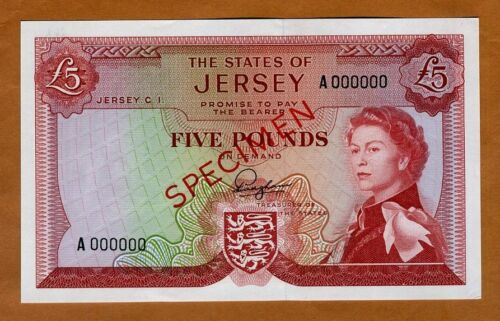 £5
£5
THE STATES OF
JERSEY
A 000000
JERSEY C.I.
PROMISE TO PAY
THE BEARER
FIVE POUNDS
ON DEMAND
SPECIMEN
TREASURER OF
THE STATES
A 000000
£5